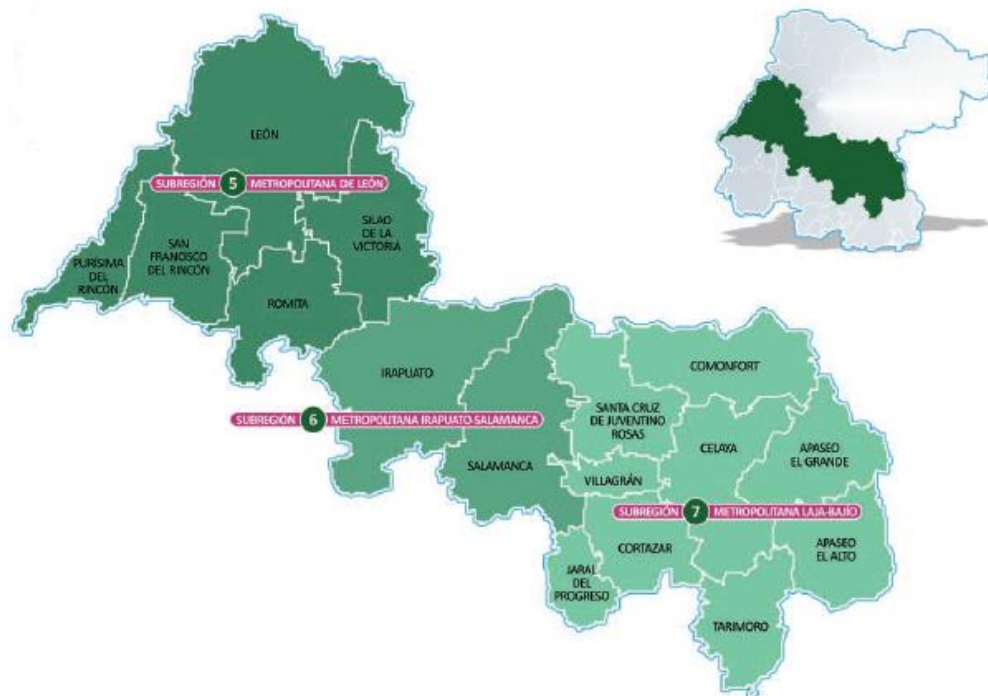 LEÓN
SUBREGIÓN 5 METROPOLITANA DE LEÓN
SILAO
DE LA
VICTORIA
SAN
FRANCISCO
DEL RINCÓN
PURÍSIMA
DEL
RINCÓN
ROMITA
IRAPUATO
COMONFORT
SUBREGIÓN 6 METROPOLITANA IRAPUATO-SALAMANCA
SANTA CRUZ
DE JUVENTINO
ROSAS
CELAYA
APASEO
EL GRANDE
SALAMANCA
VILLAGRÁN
SUBREGIÓN 7 METROPOLITANA LAJA-BAJÍO
CORTAZAR
APASEO
EL ALTO
JARAL
DEL
PROGRESO
TARIMORO